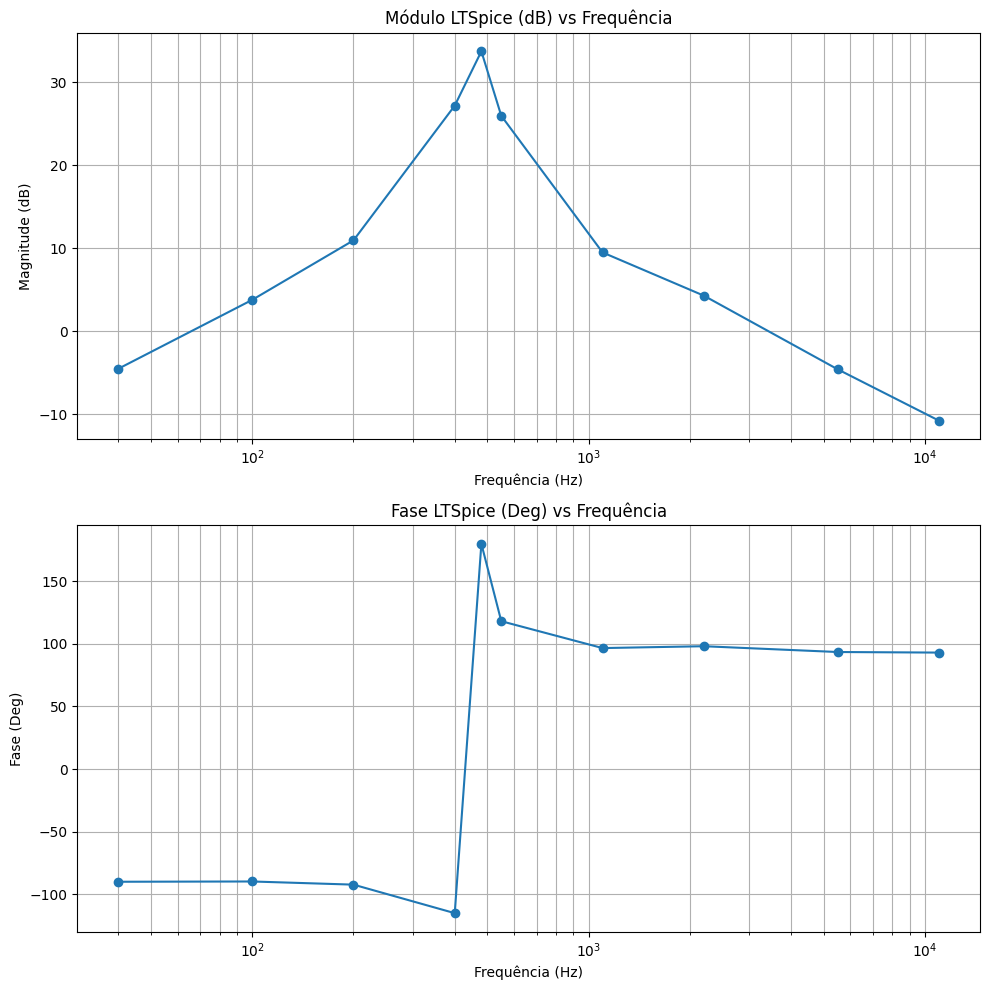 Módulo LTSpice (dB) vs Frequência
30
20
10
0
−10
Magnitude (dB)
10² 10³ 10⁴
Frequência (Hz)
Fase LTSpice (Deg) vs Frequência
150
100
50
0
−50
−100
Fase (Deg)
10² 10³ 10⁴
Frequência (Hz)